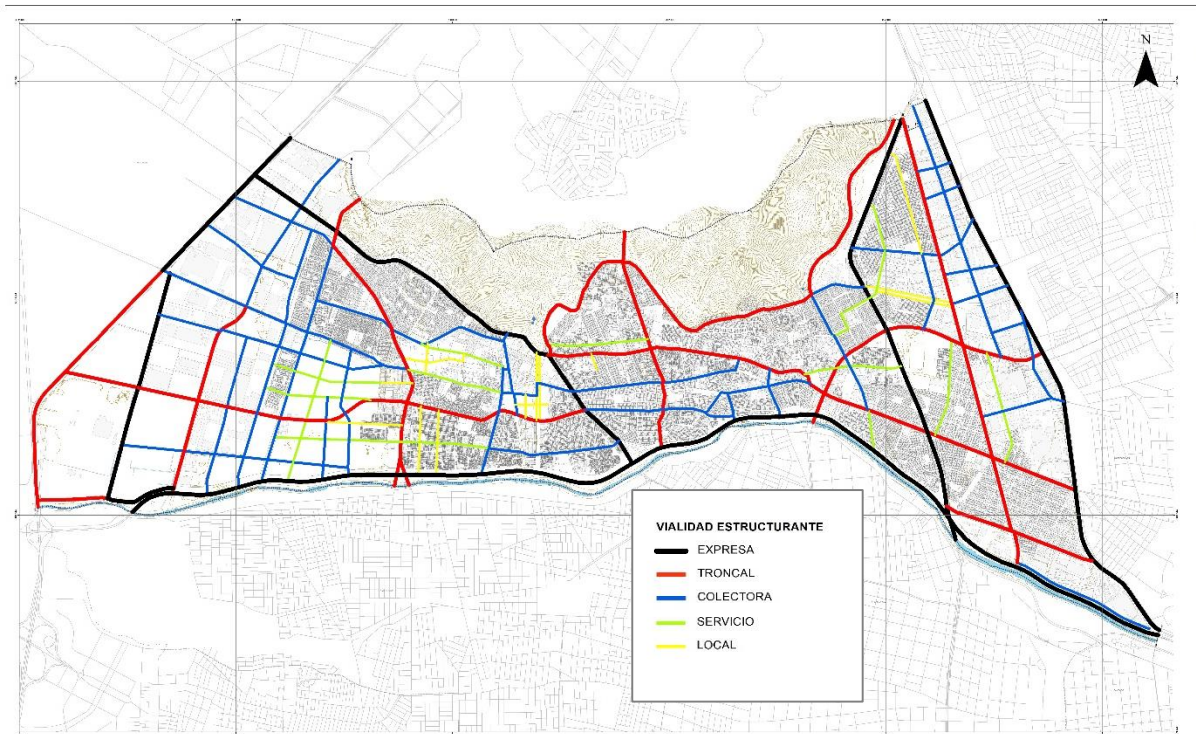 N
VIALIDAD ESTRUCTURANTE
EXPRESA
TRONCAL
COLECTORA
SERVICIO
LOCAL